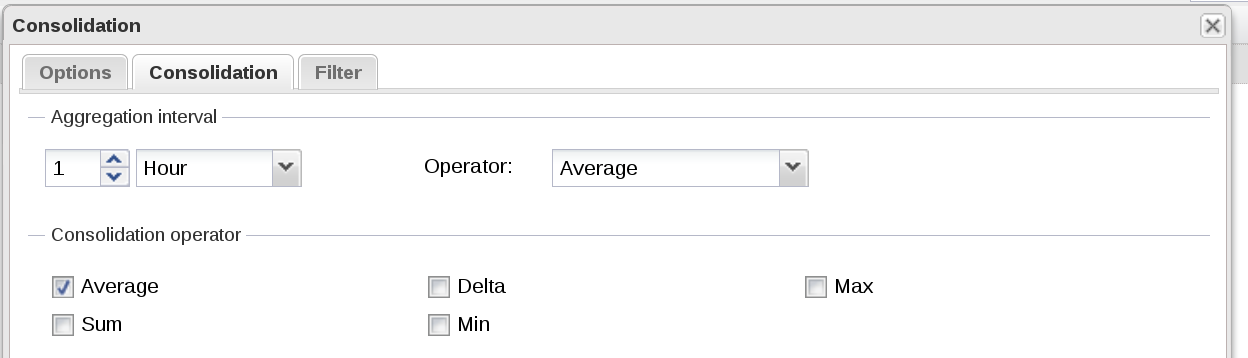 Consolidation
Options Consolidation Filter
Aggregation interval
1 Hour Operator: Average
Consolidation operator
Average Delta Max
Sum Min